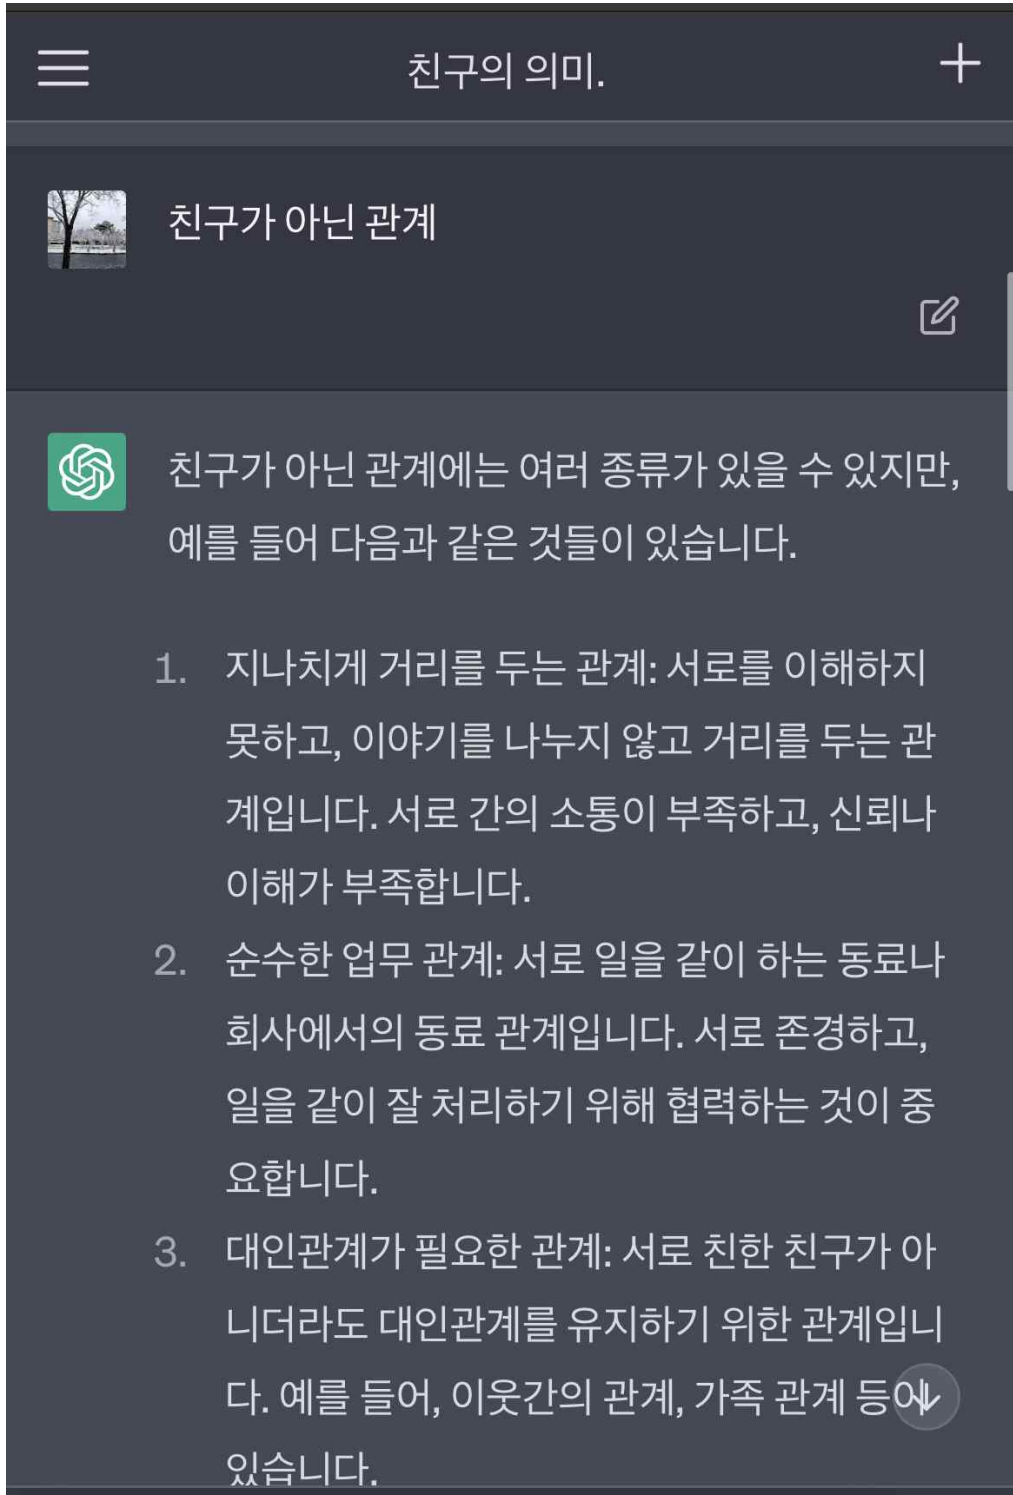 친구의 의미.
친구가 아닌 관계
친구가 아닌 관계에는 여러 종류가 있을 수 있지만,
예를 들어 다음과 같은 것들이 있습니다.
1. 지나치게 거리를 두는 관계: 서로를 이해하지
못하고, 이야기를 나누지 않고 거리를 두는 관
계입니다. 서로 간의 소통이 부족하고, 신뢰나
이해가 부족합니다.
2. 순수한 업무 관계: 서로 일을 같이 하는 동료나
회사에서의 동료 관계입니다. 서로 존경하고,
일을 같이 잘 처리하기 위해 협력하는 것이 중
요합니다.
3. 대인관계가 필요한 관계: 서로 친한 친구가 아
니더라도 대인관계를 유지하기 위한 관계입니
다. 예를 들어, 이웃간의 관계, 가족 관계 등이
있습니다.